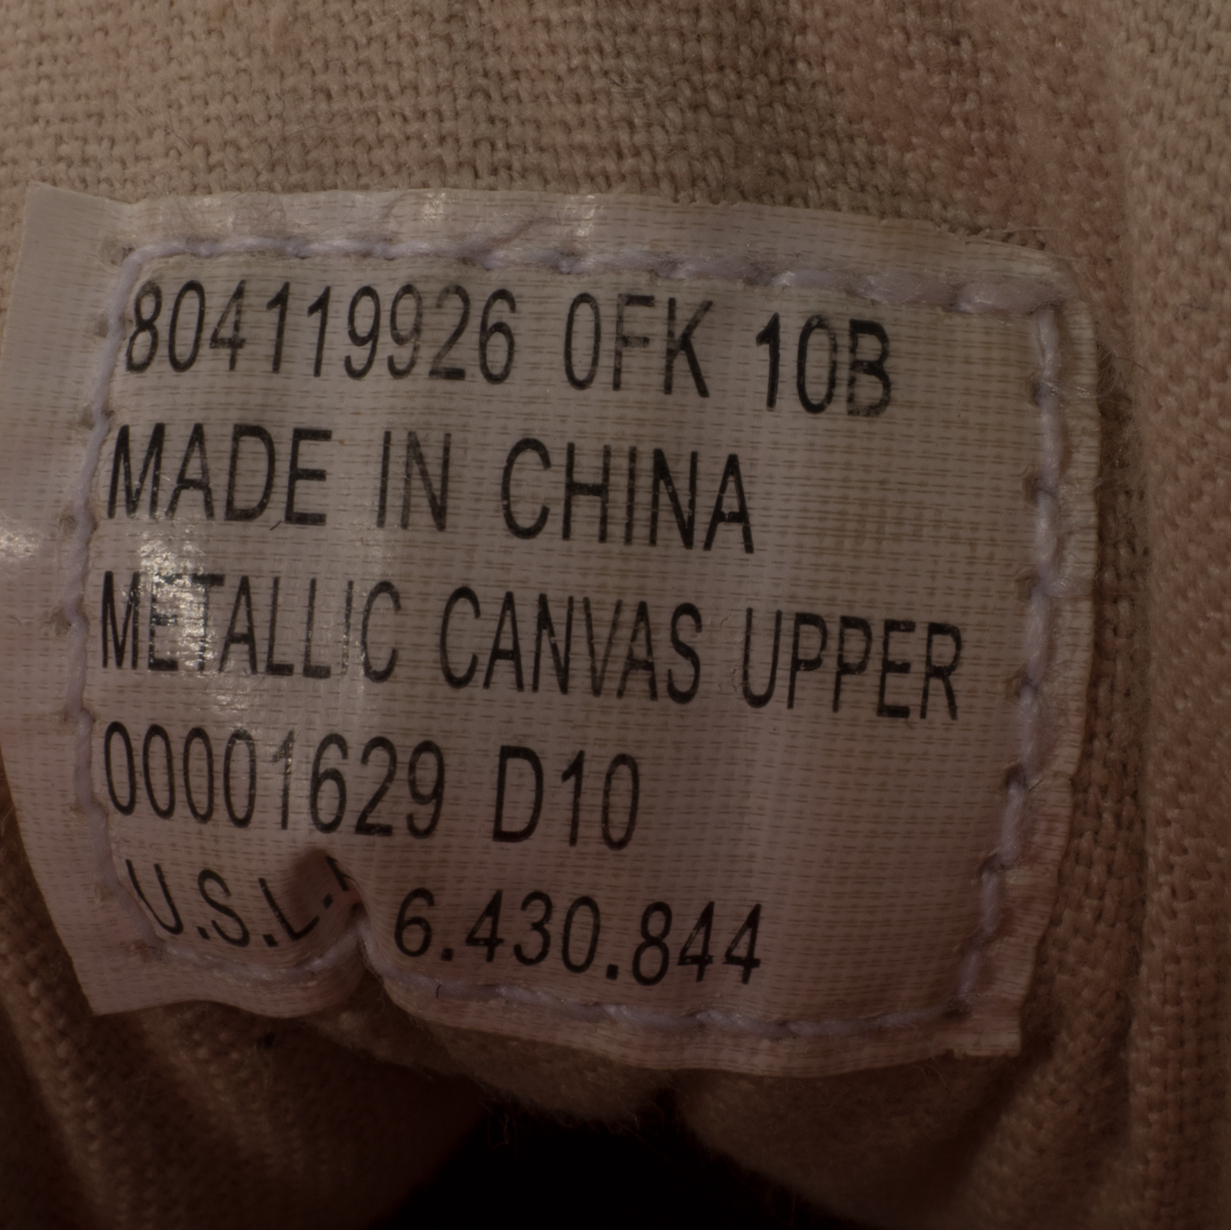 804119926 0FK 10B
MADE IN CHINA
METALLIC CANVAS UPPER
00001629 D10
6.430.844